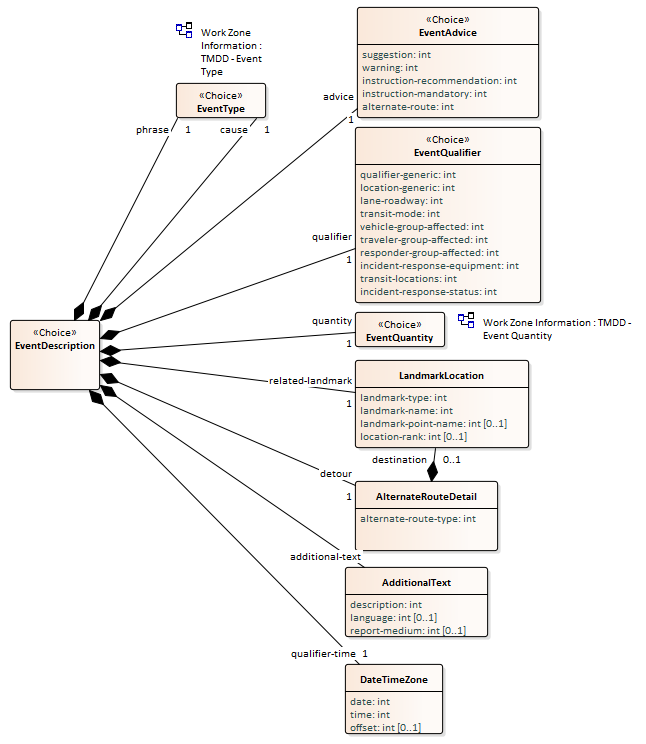 Work Zone
Information :
TMDD - Event
Type
«Choice»
EventType
phrase
1
cause
1
«Choice»
EventAdvice
suggestion: int
warning: int
instruction-recommendation: int
instruction-mandatory: int
alternate-route: int
advice
1
«Choice»
EventQualifier
qualifier-generic: int
location-generic: int
lane-roadway: int
transit-mode: int
vehicle-group-affected: int
traveler-group-affected: int
responder-group-affected: int
incident-response-equipment: int
transit-locations: int
incident-response-status: int
qualifier
1
«Choice»
EventDescription
quantity
1
«Choice»
EventQuantity
Work Zone Information : TMDD -
Event Quantity
related-landmark
1
LandmarkLocation
landmark-type: int
landmark-name: int
landmark-point-name: int [0..1]
location-rank: int [0..1]
destination
0..1
detour
1
AlternateRouteDetail
alternate-route-type: int
additional-text
AdditionalText
description: int
language: int [0..1]
report-medium: int [0..1]
qualifier-time
1
DateTimeZone
date: int
time: int
offset: int [0..1]